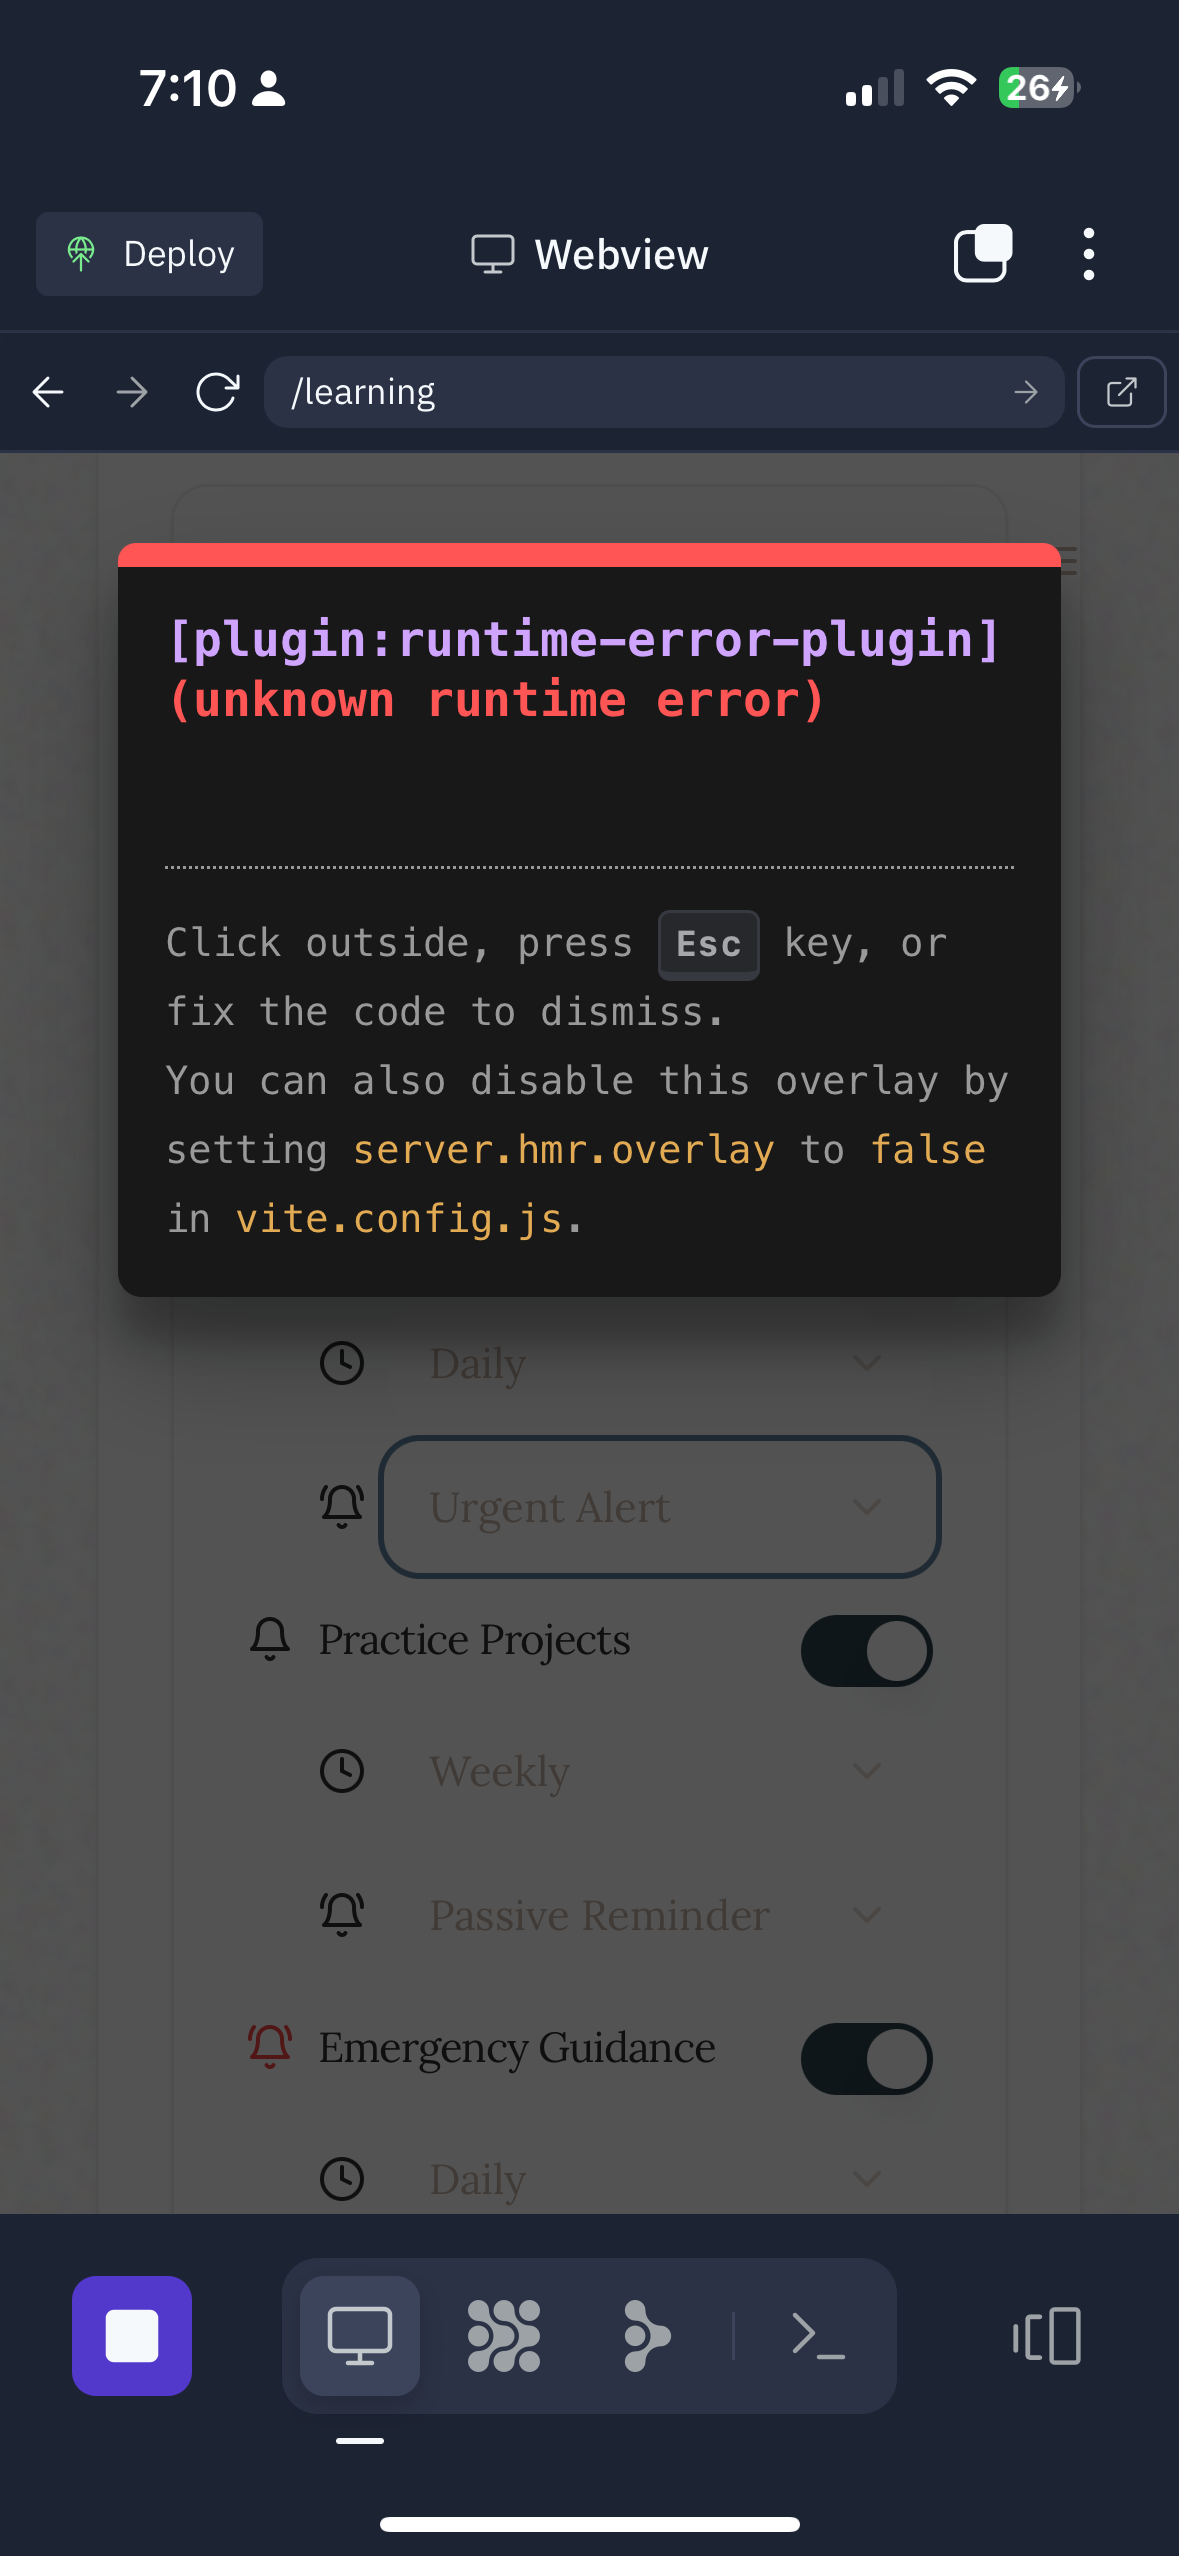 7:10
26
Deploy
Webview
/learning
[plugin:runtime-error-plugin]
(unknown runtime error)
Click outside, press Esc key, or
fix the code to dismiss.
You can also disable this overlay by
setting server.hmr.overlay to false
in vite.config.js.
Daily
Urgent Alert
Practice Projects
Weekly
Passive Reminder
Emergency Guidance
Daily